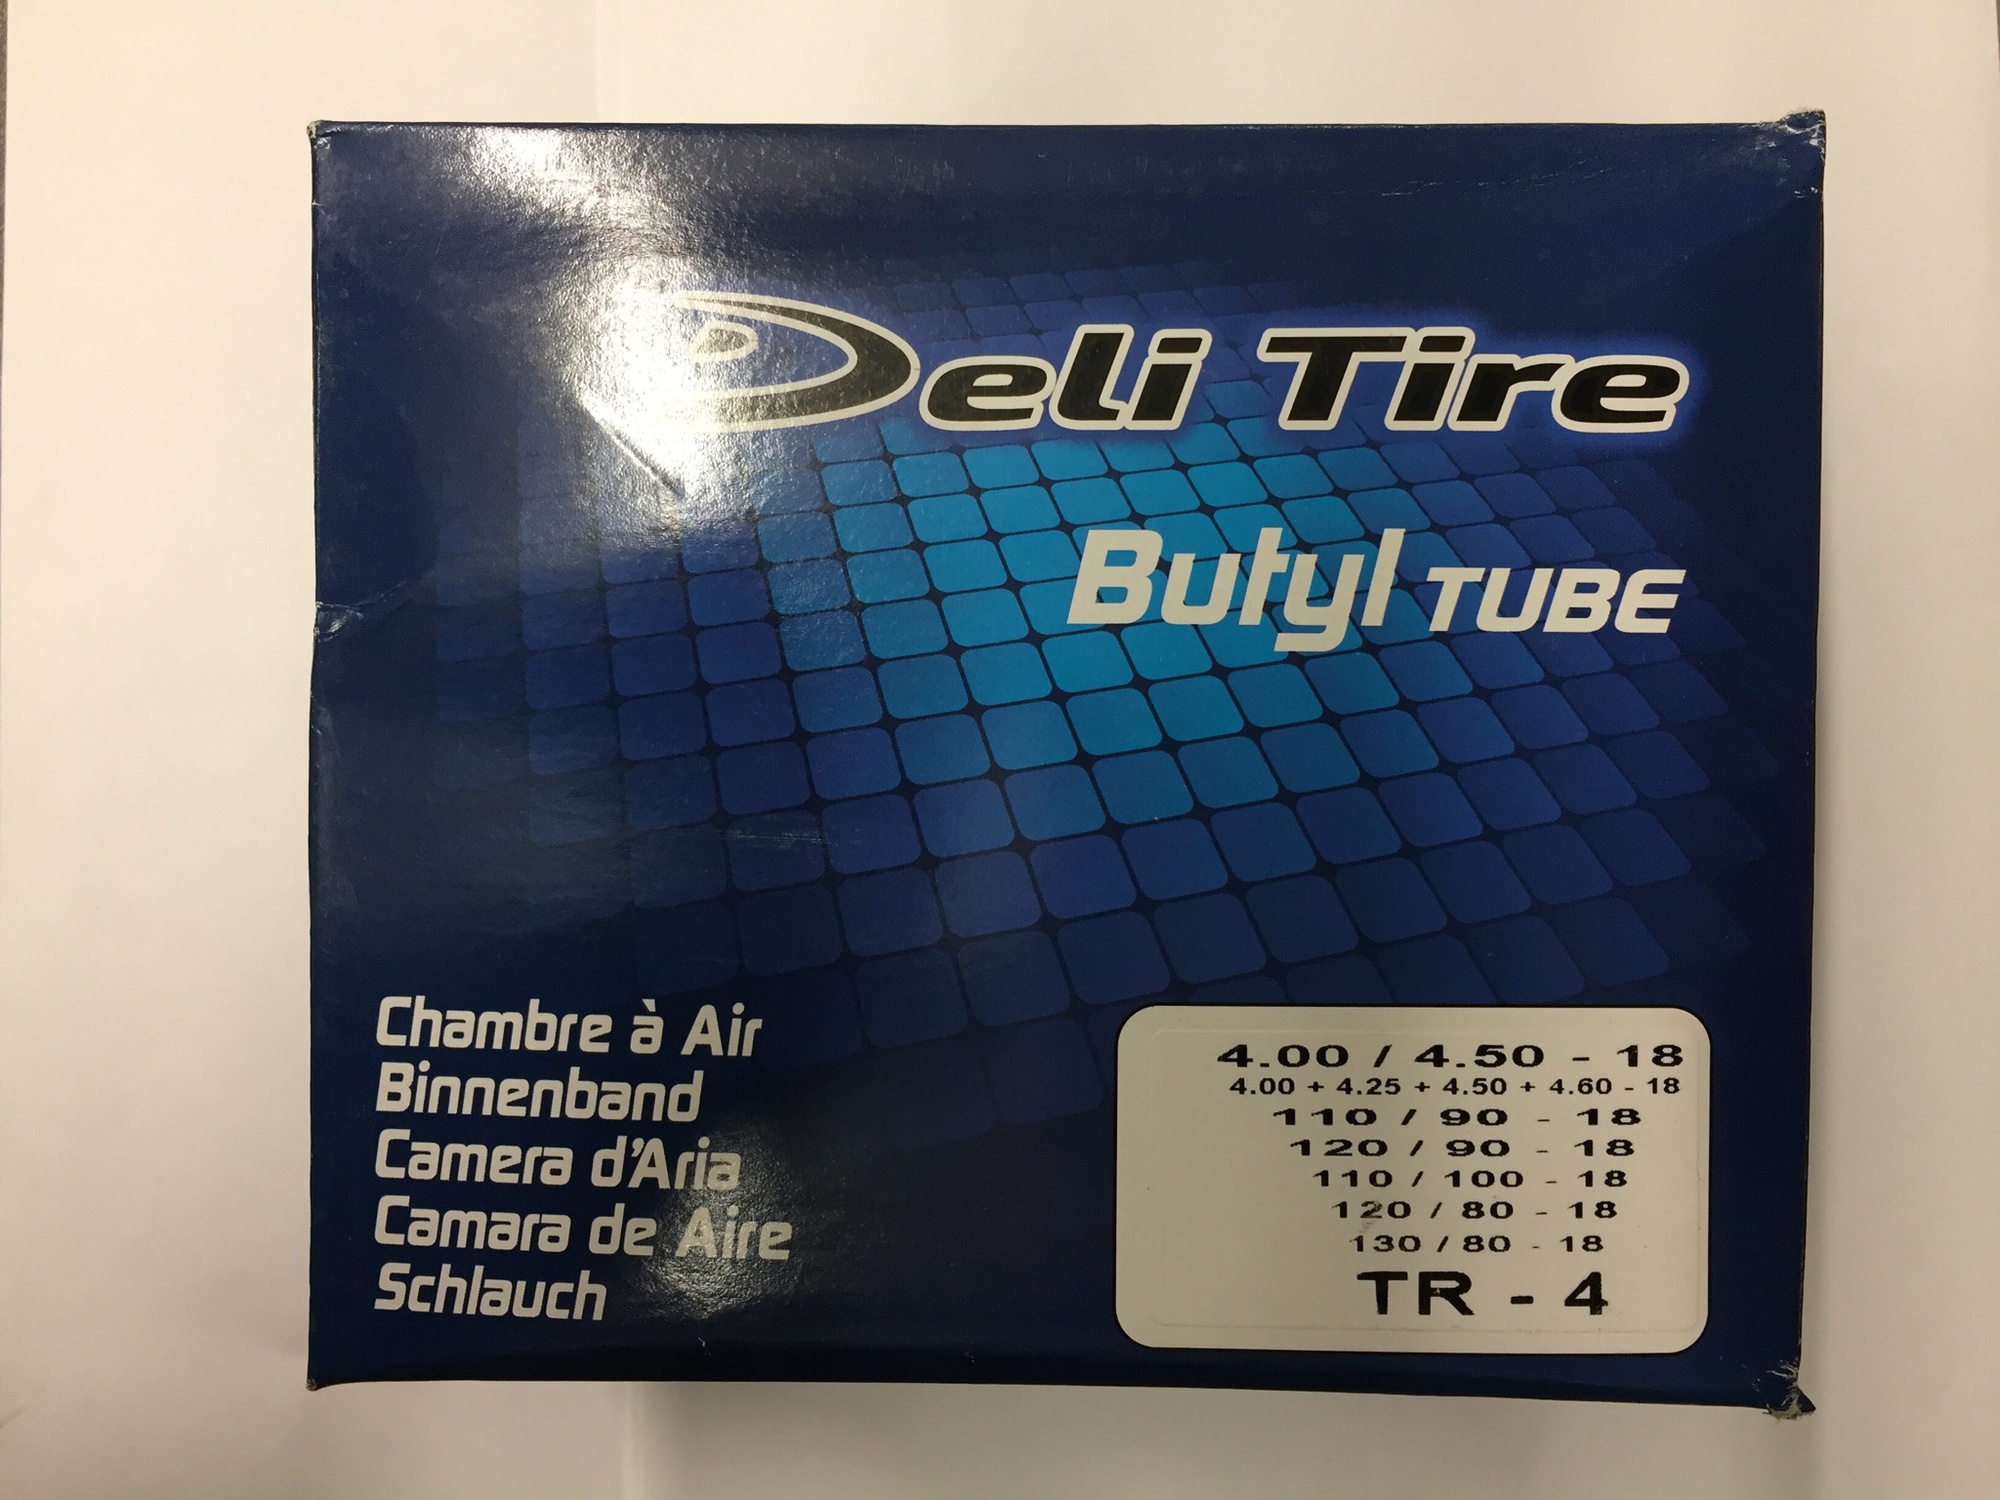 Deli Tire
Butyl TUBE
Chambre à Air
Binnenband
Camera d'Aria
Camara de Aire
Schlauch
4.00 / 4.50 - 18
4.00 + 4.25 + 4.50 + 4.60 - 18
110 / 90 - 18
120 / 90 - 18
110 / 100 - 18
120 / 80 - 18
130 / 80 - 18
TR - 4